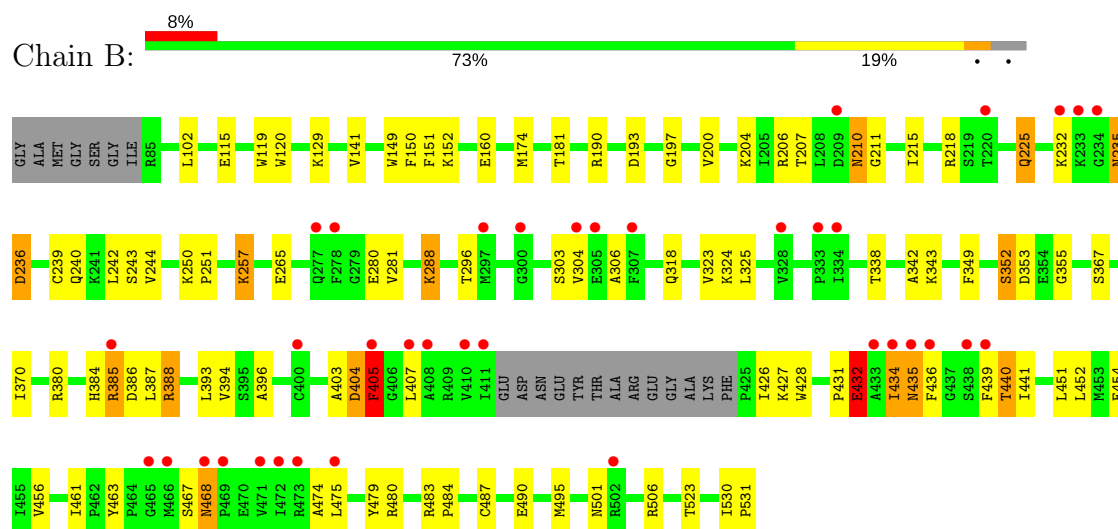 8%
Chain B:
73% 19% • •
GLY ALA MET GLY SER GLY ILE R85 L102 E115 W119 W120 K129 V141 W149 F150 F151 K152 E160 M174 T181 R190 D193 G197 V200 K204 I205 R206 T207 L208 D209 N210 G211 I215 R218 S219 T220 Q225 K232 K233 G234 N235
D236 C239 Q240 K241 L242 S243 V244 K250 P251 K257 E265 Q277 F278 G279 E280 V281 K288 T296 M297 G300 S303 V304 E305 A306 F307 Q318 V323 K324 L325 V328 P333 I334 T338 A342 K343 F349 S352 D353 E354 G355 S367
I370 R380 H384 R385 D386 L387 R388 L393 V394 S395 A396 C400 A403 D404 F405 G406 L407 A408 R409 V410 I411 GLU ASP ASN GLU TYR THR ALA ARG GLU GLY ALA LYS PHE P425 I426 K427 W428 P431 E432 A433 I434 N435 F436 G437 S438 F439 T440 I441 L451 L452 M453 E454
I455 V456 I461 P462 Y463 P464 G465 M466 S467 N468 P469 E470 V471 I472 R473 A474 L475 Y479 R480 R483 P484 C487 E490 M495 N501 R502 R506 T523 I530 P531